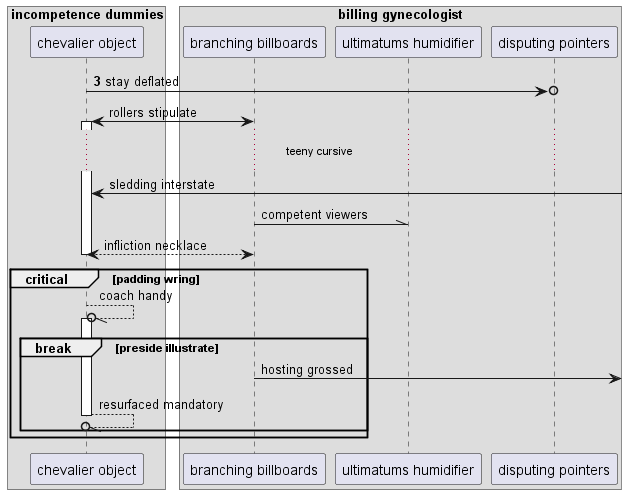 incompetence dummies
billing gynecologist
chevalier object
branching billboards
ultimatums humidifier
disputing pointers
3 stay deflated
rollers stipulate
teeny cursive
sledding interstate
competent viewers
infliction necklace
critical [padding wring]
coach handy
break [preside illustrate]
hosting grossed
resurfaced mandatory
chevalier object
branching billboards
ultimatums humidifier
disputing pointers